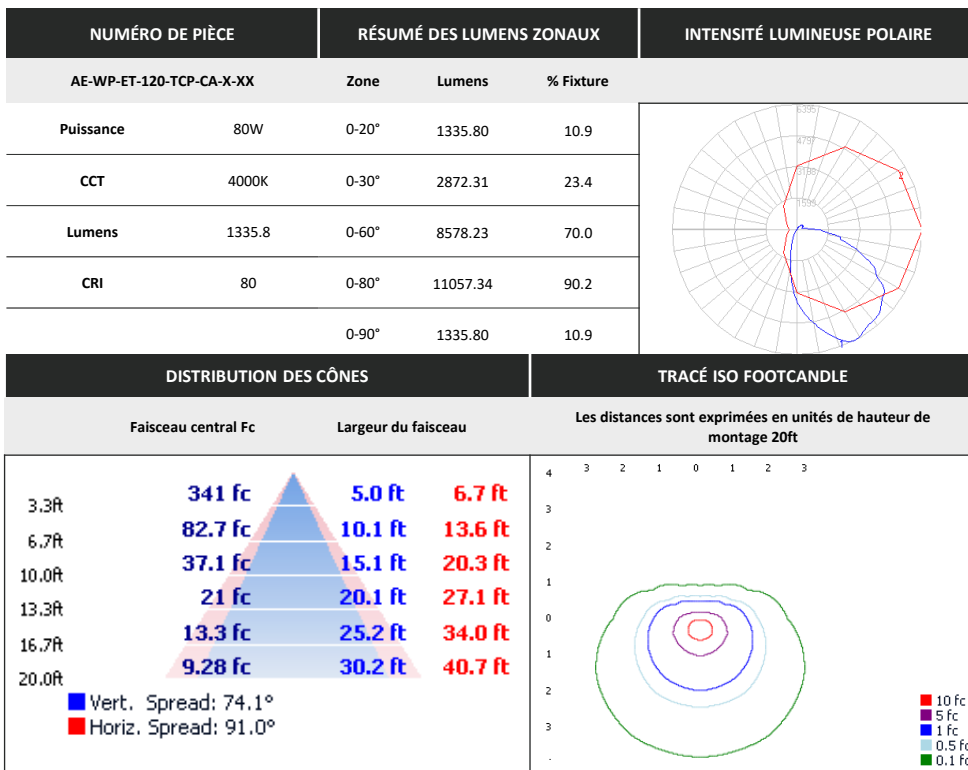 NUMÉRO DE PIÈCE
RÉSUMÉ DES LUMENS ZONAUX
INTENSITÉ LUMINEUSE POLAIRE
AE-WP-ET-120-TCP-CA-X-XX
Zone Lumens % Fixture
Puissance 80W
0-20° 1335.80 10.9
CCT 4000K
0-30° 2872.31 23.4
Lumens 1335.8
0-60° 8578.23 70.0
CRI 80
0-80° 11057.34 90.2
0-90° 1335.80 10.9
6395
4797
3198
1599
2
1
DISTRIBUTION DES CÔNES
TRACÉ ISO FOOTCANDLE
Faisceau central Fc Largeur du faisceau
Les distances sont exprimées en unités de hauteur de
montage 20ft
3.3ft 341 fc 5.0 ft 6.7 ft
6.7ft 82.7 fc 10.1 ft 13.6 ft
10.0ft 37.1 fc 15.1 ft 20.3 ft
13.3ft 21 fc 20.1 ft 27.1 ft
16.7ft 13.3 fc 25.2 ft 34.0 ft
20.0ft 9.28 fc 30.2 ft 40.7 ft
Vert. Spread: 74.1°
Horiz. Spread: 91.0°
3 2 1 0 1 2 3
4
3
2
1
0
1
2
3
10 fc
5 fc
1 fc
0.5 fc
0.1 fc